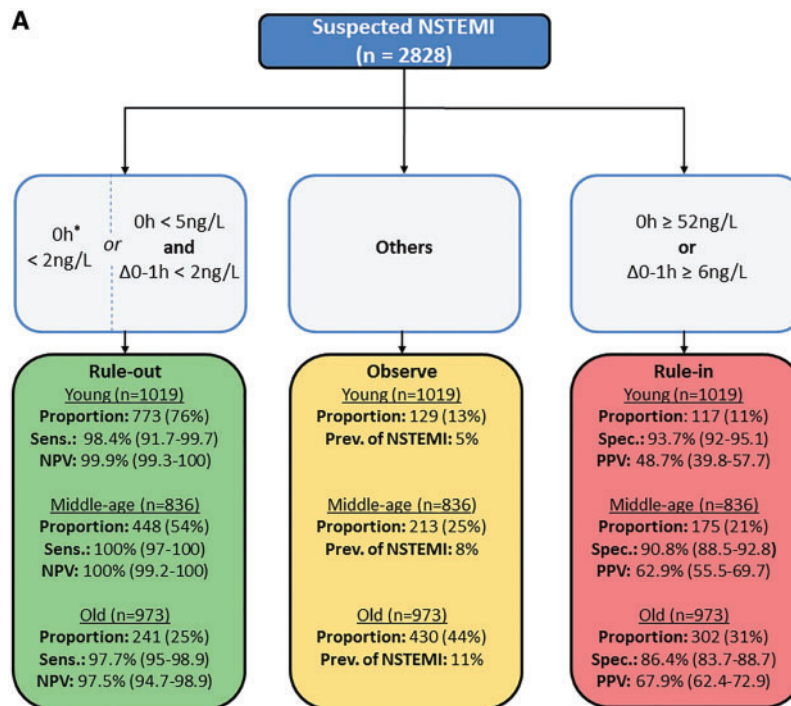 A
Suspected NSTEMI
(n = 2828)
0h*
< 2ng/L
or
0h < 5ng/L
and
Δ0-1h < 2ng/L
Others
0h ≥ 52ng/L
or
Δ0-1h ≥ 6ng/L
Rule-out
Young (n=1019)
Proportion: 773 (76%)
Sens.: 98.4% (91.7-99.7)
NPV: 99.9% (99.3-100)
Middle-age (n=836)
Proportion: 448 (54%)
Sens.: 100% (97-100)
NPV: 100% (99.2-100)
Old (n=973)
Proportion: 241 (25%)
Sens.: 97.7% (95-98.9)
NPV: 97.5% (94.7-98.9)
Observe
Young (n=1019)
Proportion: 129 (13%)
Prev. of NSTEMI: 5%
Middle-age (n=836)
Proportion: 213 (25%)
Prev. of NSTEMI: 8%
Old (n=973)
Proportion: 430 (44%)
Prev. of NSTEMI: 11%
Rule-in
Young (n=1019)
Proportion: 117 (11%)
Spec.: 93.7% (92-95.1)
PPV: 48.7% (39.8-57.7)
Middle-age (n=836)
Proportion: 175 (21%)
Spec.: 90.8% (88.5-92.8)
PPV: 62.9% (55.5-69.7)
Old (n=973)
Proportion: 302 (31%)
Spec.: 86.4% (83.7-88.7)
PPV: 67.9% (62.4-72.9)